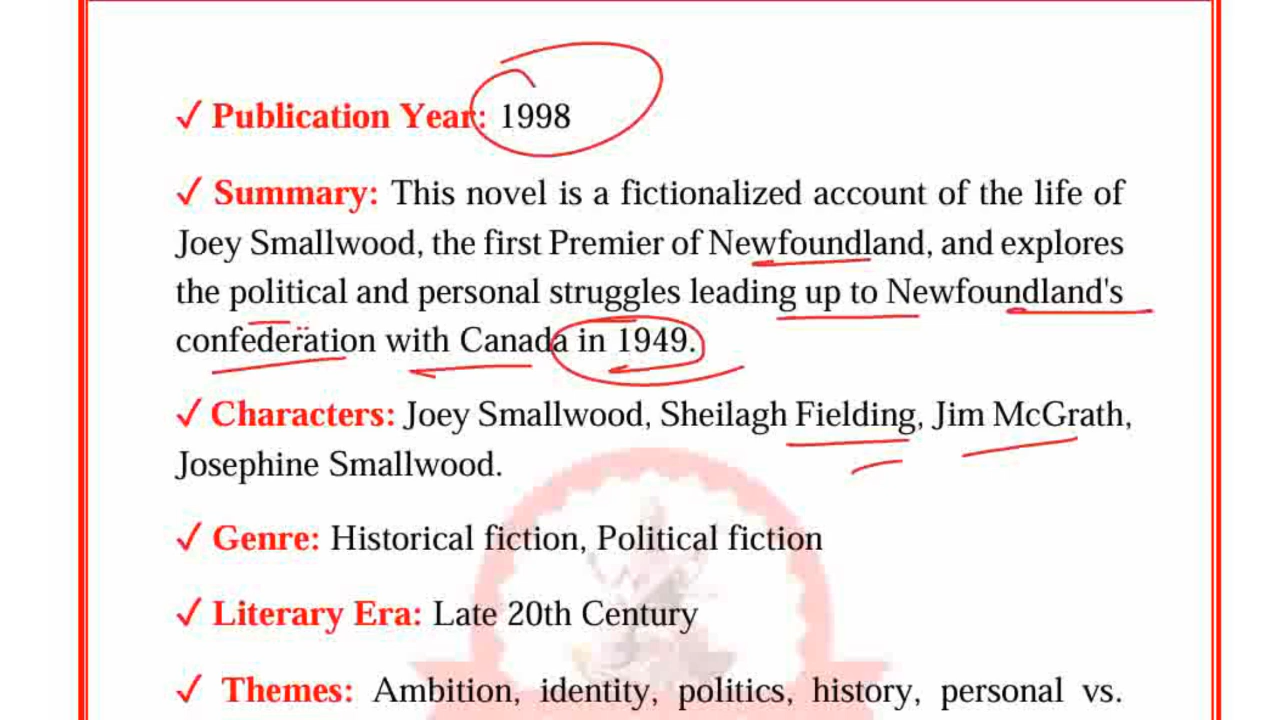 ✓ Publication Year: 1998
✓ Summary: This novel is a fictionalized account of the life of
Joey Smallwood, the first Premier of Newfoundland, and explores
the political and personal struggles leading up to Newfoundland's
confederation with Canada in 1949.
✓ Characters: Joey Smallwood, Sheilagh Fielding, Jim McGrath,
Josephine Smallwood.
✓ Genre: Historical fiction, Political fiction
✓ Literary Era: Late 20th Century
✓ Themes: Ambition, identity, politics, history, personal vs.